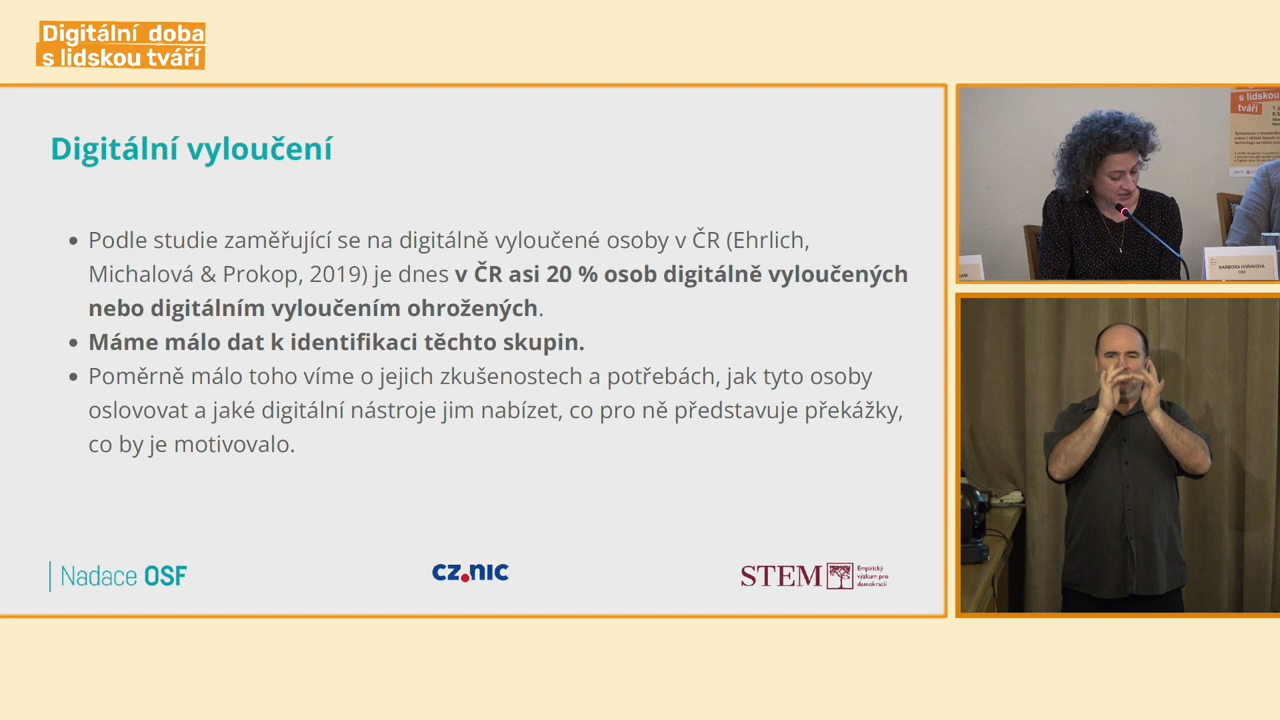 Digitální doba
s lidskou tváří
Digitální vyloučení
• Podle studie zaměřující se na digitálně vyloučené osoby v ČR (Ehrlich,
Michalová & Prokop, 2019) je dnes v ČR asi 20 % osob digitálně vyloučených
nebo digitálním vyloučením ohrožených.
• Máme málo dat k identifikaci těchto skupin.
• Poměrně málo toho víme o jejich zkušenostech a potřebách, jak tyto osoby
oslovovat a jaké digitální nástroje jim nabízet, co pro ně představuje překážky,
co by je motivovalo.
Nadace OSF
CZ.NIC
STEM
Empirický
výzkum pro
demokracii
s lidskou
tváří
BARBORA HOŘAVOVÁ
OSF